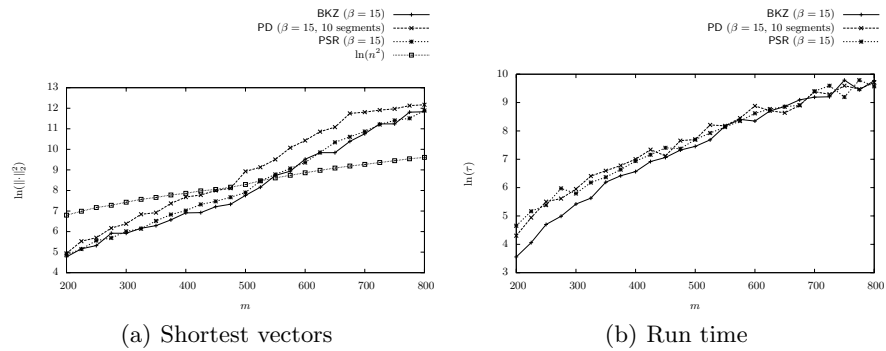 BKZ (β = 15)
PD (β = 15, 10 segments)
PSR (β = 15)
ln(n²)
13
12
11
10
9
8
7
6
5
4
ln(‖·‖₂²)
200 300 400 500 600 700 800
m
(a) Shortest vectors
BKZ (β = 15)
PD (β = 15, 10 segments)
PSR (β = 15)
10
9
8
7
6
5
4
3
ln(τ)
200 300 400 500 600 700 800
m
(b) Run time